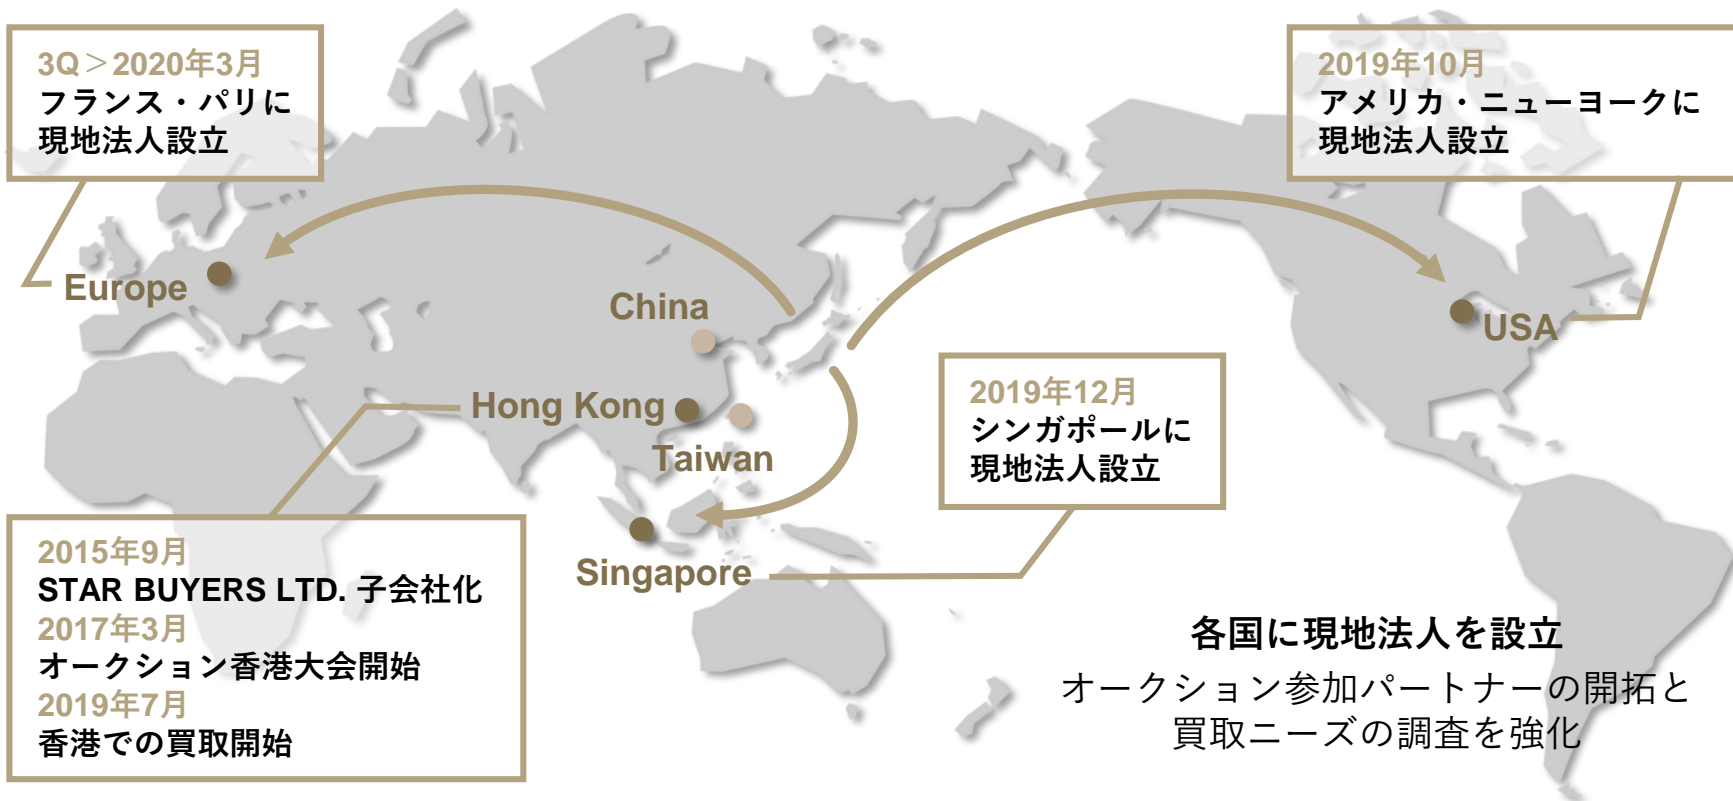 3Q＞2020年3月
フランス・パリに
現地法人設立
2019年10月
アメリカ・ニューヨークに
現地法人設立
Europe
China
USA
Hong Kong
Taiwan
2019年12月
シンガポールに
現地法人設立
Singapore
2015年9月
STAR BUYERS LTD. 子会社化
2017年3月
オークション香港大会開始
2019年7月
香港での買取開始
各国に現地法人を設立
オークション参加パートナーの開拓と
買取ニーズの調査を強化